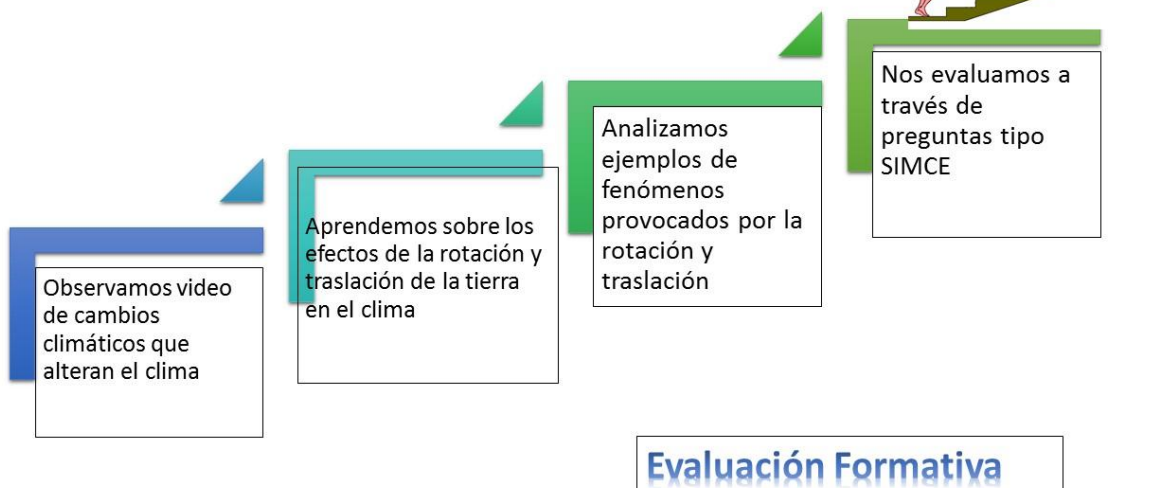 Observamos video
de cambios
climáticos que
alteran el clima
Aprendemos sobre los
efectos de la rotación y
traslación de la tierra
en el clima
Analizamos
ejemplos de
fenómenos
provocados por la
rotación y
traslación
Nos evaluamos a
través de
preguntas tipo
SIMCE
Evaluación Formativa